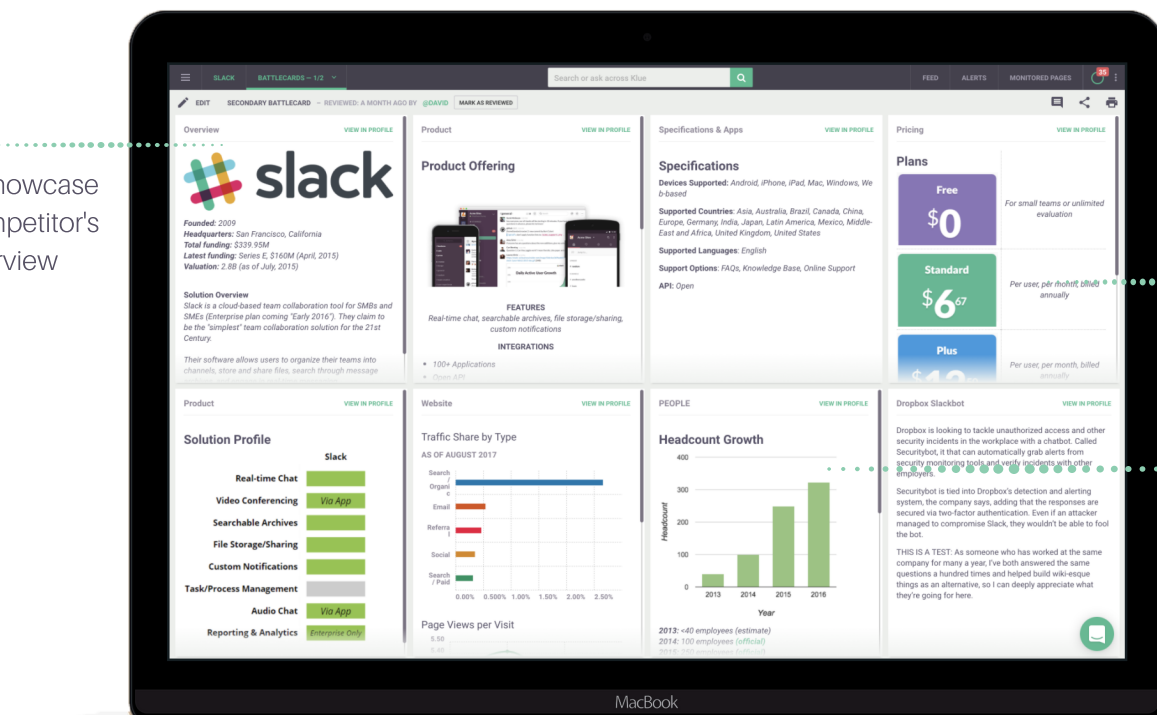 howcase
mpetitor's
rview
SLACK
BATTLECARDS – 1/2
Search or ask across Klue
FEED
ALERTS
MONITORED PAGES
35
EDIT
SECONDARY BATTLECARD – REVIEWED: A MONTH AGO BY @DAVID
MARK AS REVIEWED
Overview
VIEW IN PROFILE
slack
Founded: 2009
Headquarters: San Francisco, California
Total funding: $339.95M
Latest funding: Series E, $160M (April, 2015)
Valuation: 2.8B (as of July, 2015)
Solution Overview
Slack is a cloud-based team collaboration tool for SMBs and
SMEs (Enterprise plan coming "Early 2016"). They claim to
be the "simplest" team collaboration solution for the 21st
Century.
Their software allows users to organize their teams into
channels, store and share files, search through message
Product
VIEW IN PROFILE
Product Offering
Daily Active User Growth
FEATURES
Real-time chat, searchable archives, file storage/sharing,
custom notifications
INTEGRATIONS
• 100+ Applications
• Open API
Specifications & Apps
VIEW IN PROFILE
Specifications
Devices Supported: Android, iPhone, iPad, Mac, Windows, We
b-based
Supported Countries: Asia, Australia, Brazil, Canada, China,
Europe, Germany, India, Japan, Latin America, Mexico, Middle-
East and Africa, United Kingdom, United States
Supported Languages: English
Support Options: FAQs, Knowledge Base, Online Support
API: Open
Pricing
VIEW IN PROFILE
Plans
Free
$0
For small teams or unlimited
evaluation
Standard
$6.67
Per user, per month, billed
annually
Plus
Per user, per month, billed
annually
Product
VIEW IN PROFILE
Solution Profile
Slack
Real-time Chat
Video Conferencing
Via App
Searchable Archives
File Storage/Sharing
Custom Notifications
Task/Process Management
Audio Chat
Via App
Reporting & Analytics
Enterprise Only
Website
VIEW IN PROFILE
Traffic Share by Type
AS OF AUGUST 2017
Search
/
Organi
c
Email
Referra
l
Social
Search
/ Paid
0.00% 0.500% 1.00% 1.50% 2.00% 2.50%
Page Views per Visit
5.50
5.40
PEOPLE
VIEW IN PROFILE
Headcount Growth
400
300
200
100
0
Headcount
2013 2014 2015 2016
Year
2013: <40 employees (estimate)
2014: 100 employees (official)
2015: 250 employees (official)
Dropbox Slackbot
VIEW IN PROFILE
Dropbox is looking to tackle unauthorized access and other
security incidents in the workplace with a chatbot. Called
Securitybot, it that can automatically grab alerts from
security monitoring tools and verify incidents with other
employers.
Securitybot is tied into Dropbox's detection and alerting
system, the company says, adding that the responses are
secured via two-factor authentication. Even if an attacker
managed to compromise Slack, they wouldn't be able to fool
the bot.
THIS IS A TEST: As someone who has worked at the same
company for many a year, I've both answered the same
questions a hundred times and helped build wiki-esque
things as an alternative, so I can deeply appreciate what
they're going for here.
MacBook